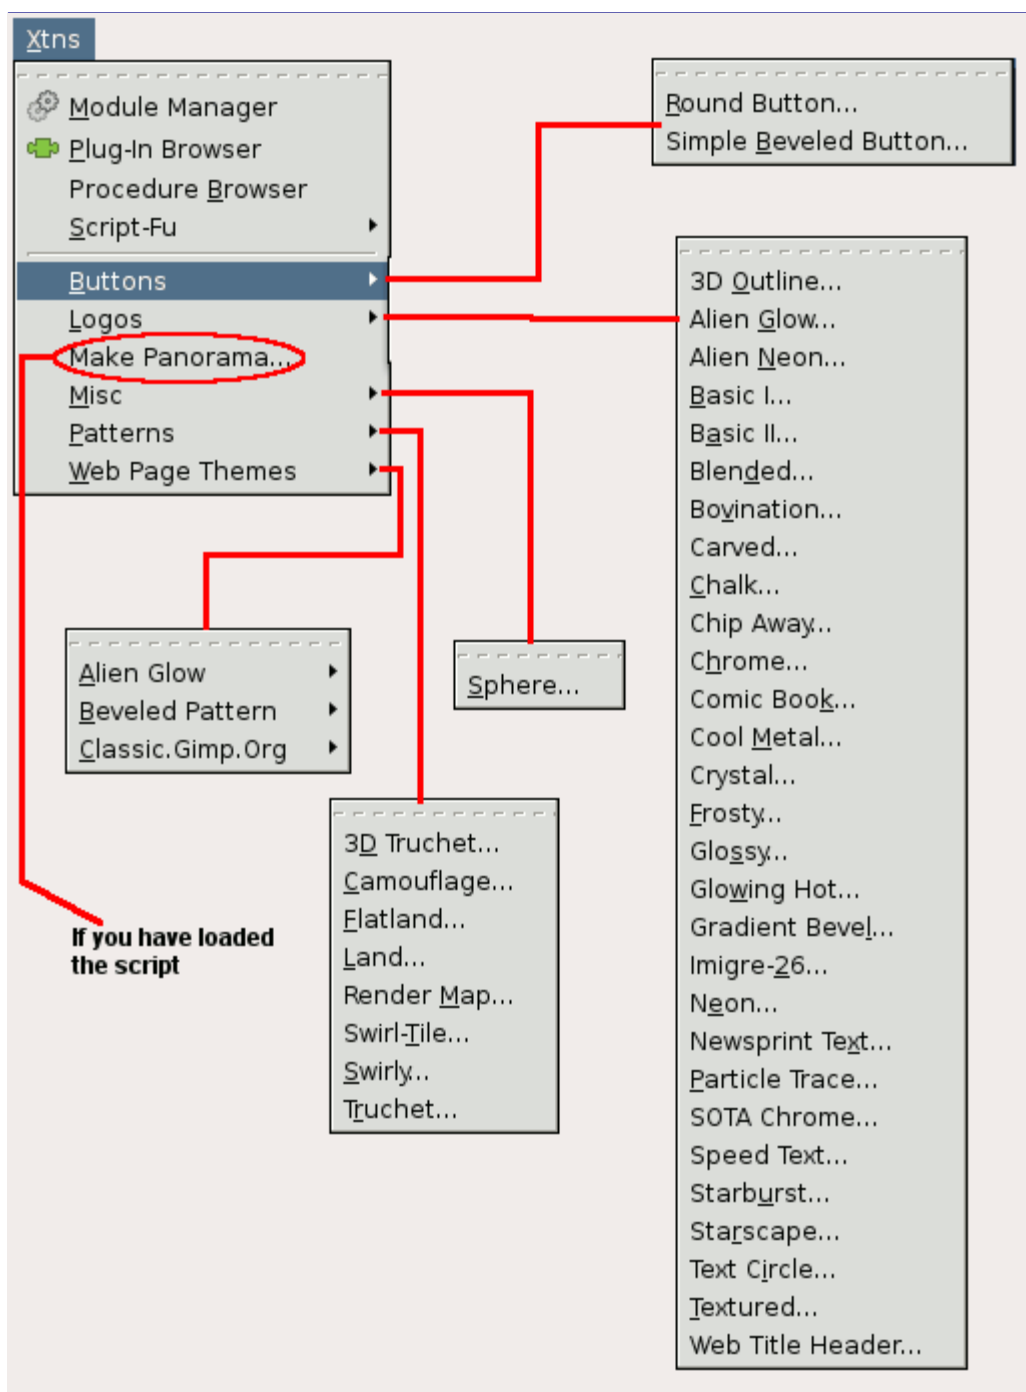 Xtns
Module Manager
Plug-In Browser
Procedure Browser
Script-Fu
Buttons
Logos
Make Panorama...
Misc
Patterns
Web Page Themes
Round Button...
Simple Beveled Button...
3D Outline...
Alien Glow...
Alien Neon...
Basic I...
Basic II...
Blended...
Bovination...
Carved...
Chalk...
Chip Away...
Chrome...
Comic Book...
Cool Metal...
Crystal...
Frosty...
Glossy...
Glowing Hot...
Gradient Bevel...
Imigre-26...
Neon...
Newsprint Text...
Particle Trace...
SOTA Chrome...
Speed Text...
Starburst...
Starscape...
Text Circle...
Textured...
Web Title Header...
Alien Glow
Beveled Pattern
Classic.Gimp.Org
Sphere...
3D Truchet...
Camouflage...
Flatland...
Land...
Render Map...
Swirl-Tile...
Swirly...
Truchet...
If you have loaded
the script